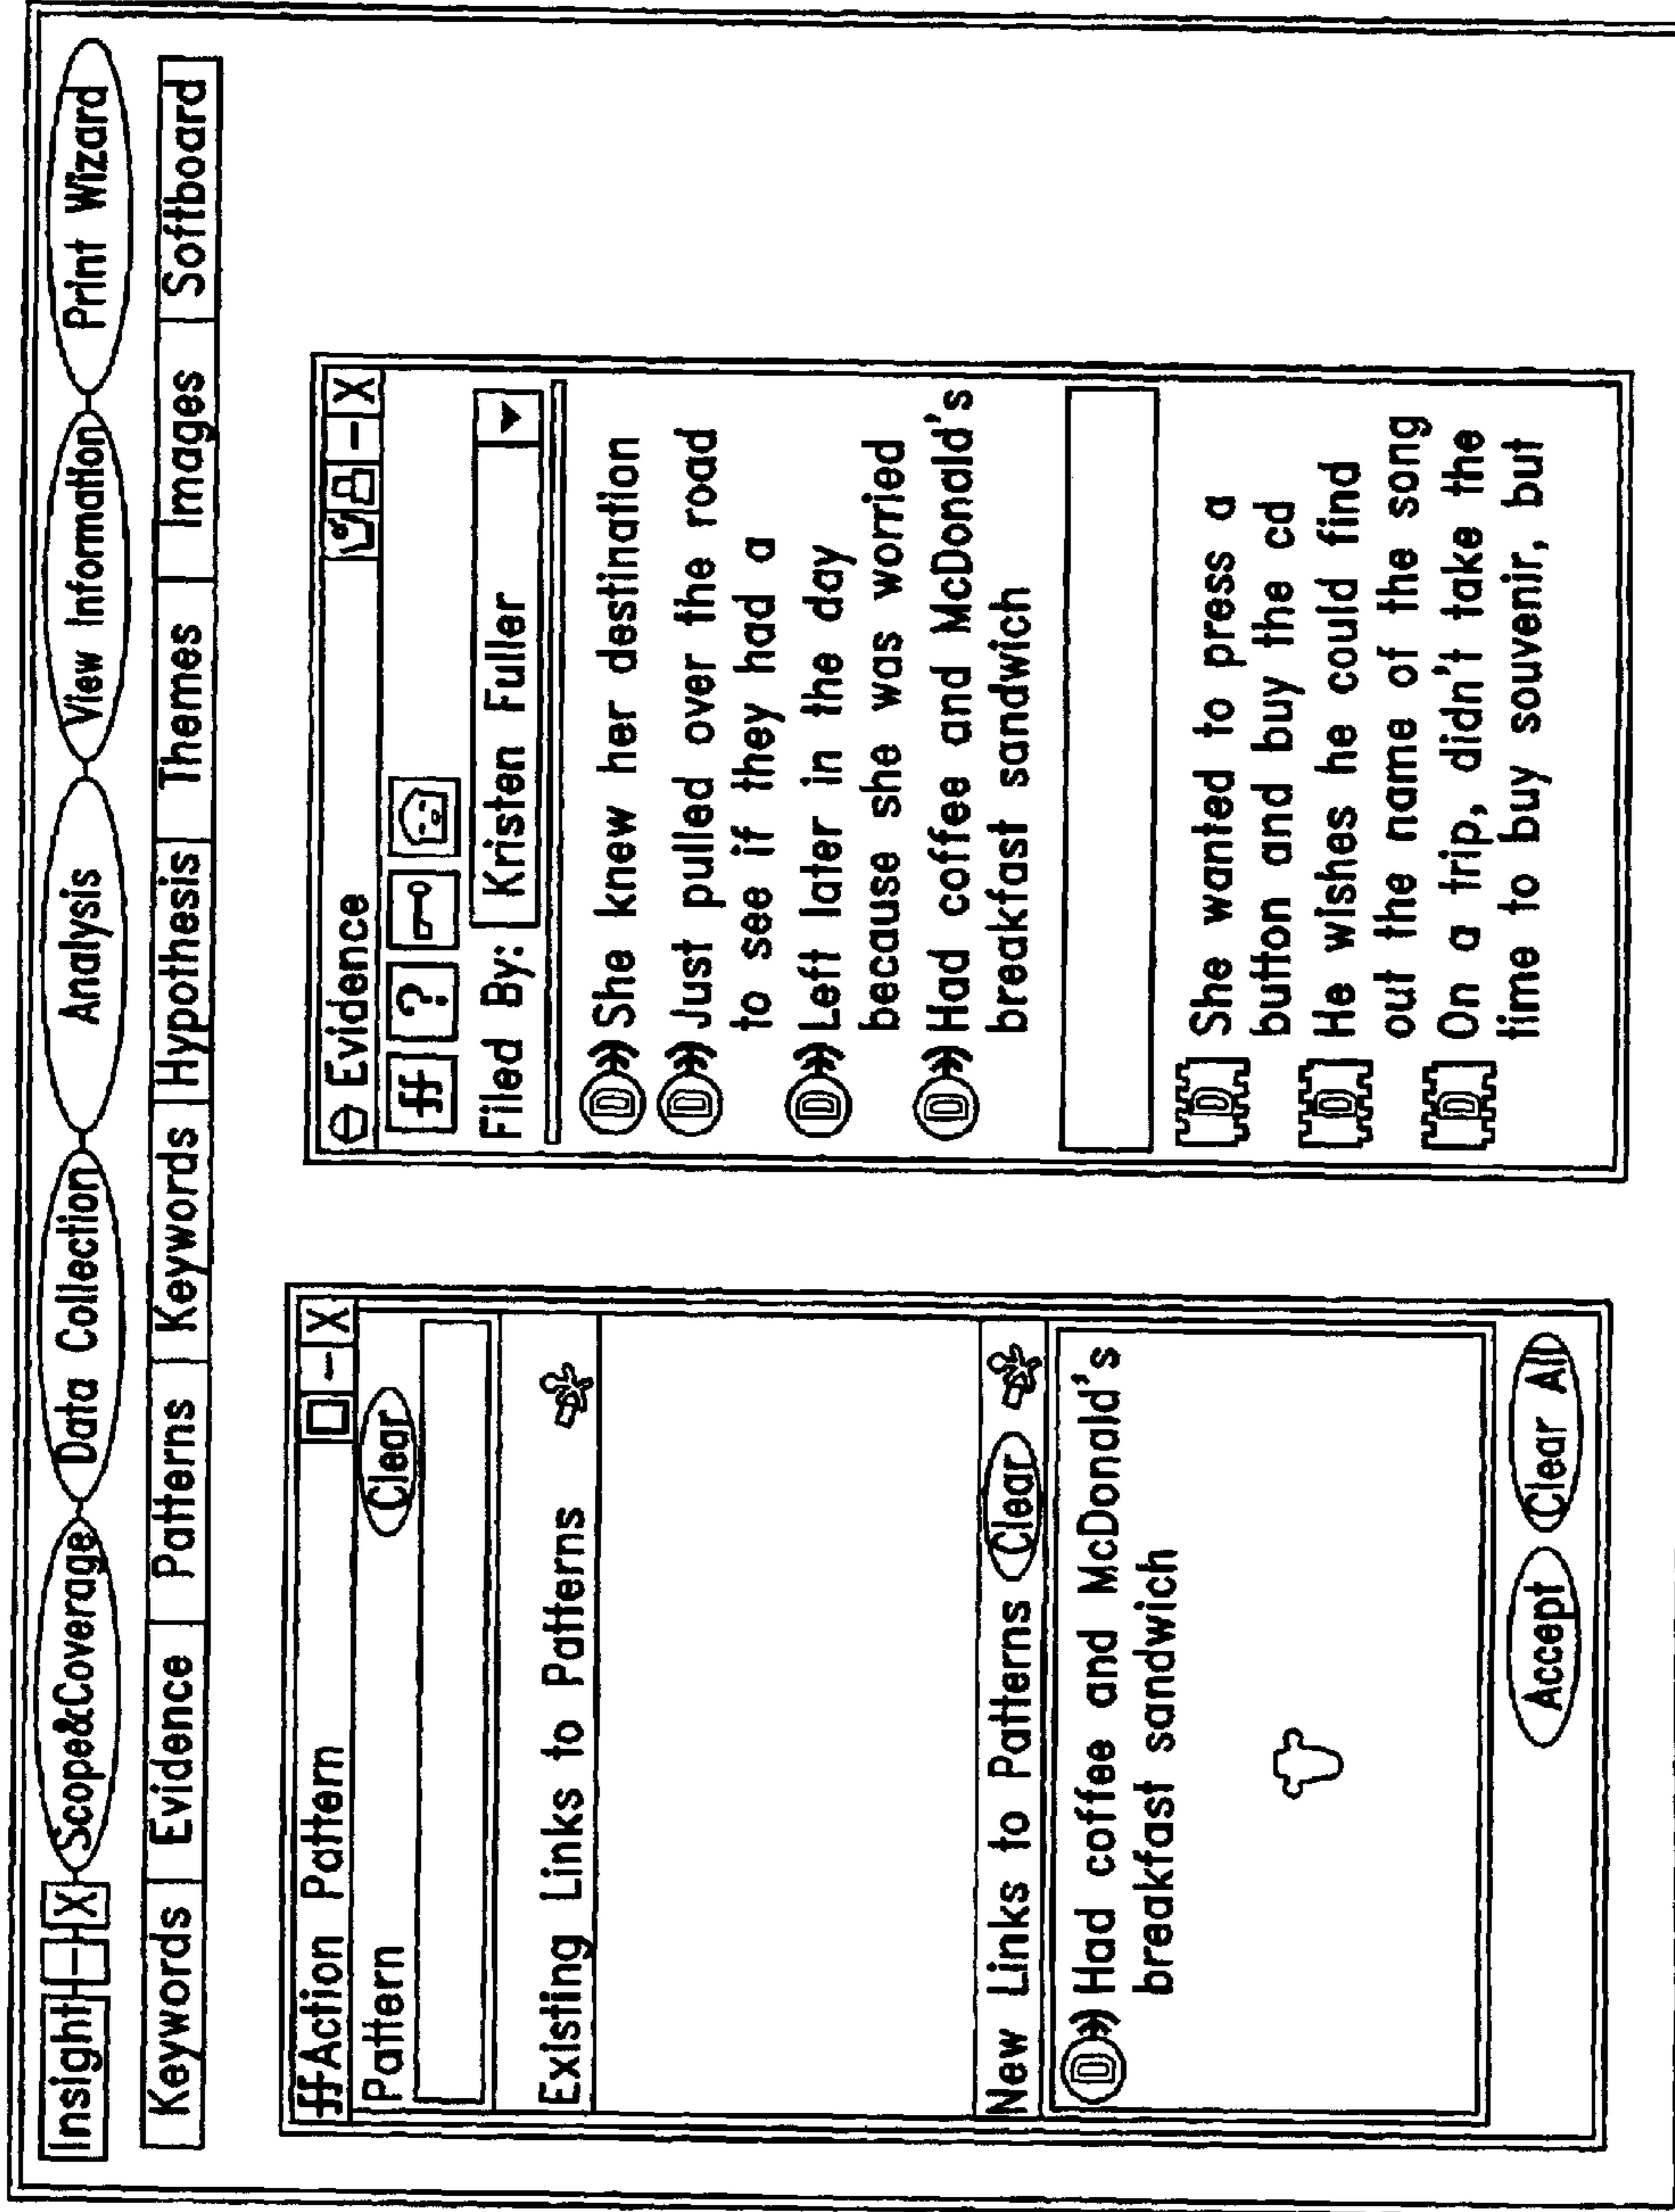 Insight - X Scope&Coverage Data Collection Analysis View Information Print Wizard
Keywords Evidence Patterns Keywords Hypothesis Themes Images Softboard
Action Pattern - X
Pattern Clear
Existing Links to Patterns
New Links to Patterns Clear
D Had coffee and McDonald's
breakfast sandwich
Accept Clear All
Evidence - X
?
Filed By: Kristen Fuller
D She knew her destination
D Just pulled over the road
to see if they had a
D Left later in the day
because she was worried
D Had coffee and McDonald's
breakfast sandwich
D She wanted to press a
button and buy the cd
D He wishes he could find
out the name of the song
D On a trip, didn't take the
time to buy souvenir, but